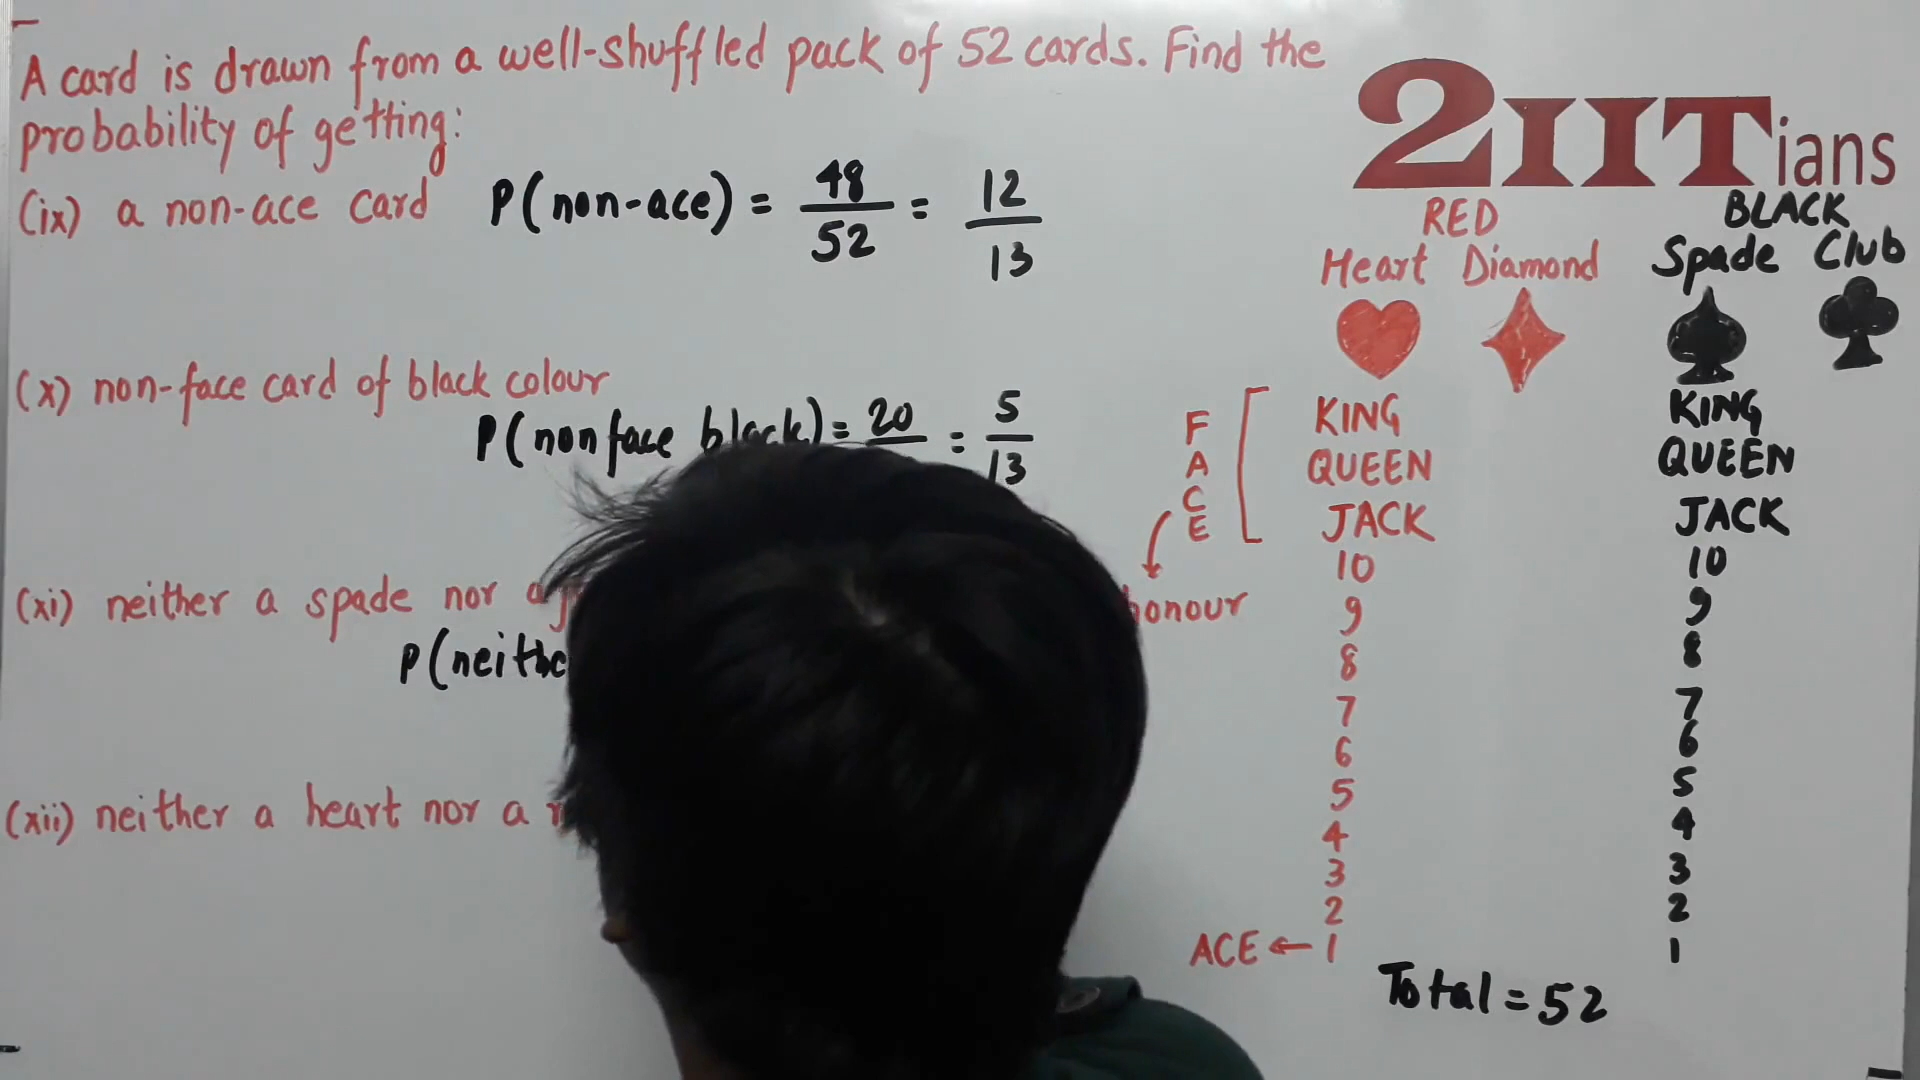 A card is drawn from a well-shuffled pack of 52 cards. Find the
probability of getting:
(ix) a non-ace card P(non-ace) = 48/52 = 12/13
(x) non-face card of black colour
P(nonface black) = 20 = 5/13
(xi) neither a spade nor a
P(neithe
(xii) neither a heart nor a
2IITians
RED BLACK
Heart Diamond Spade Club
FACE
honour
KING KING
QUEEN QUEEN
JACK JACK
10 10
9 9
8 8
7 7
6 6
5 5
4 4
3 3
2 2
ACE ← 1 1
Total = 52